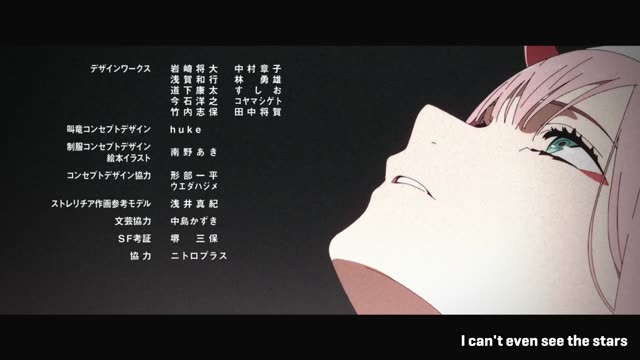 デザインワークス 岩崎将大 中村章子
浅賀和行 林 勇雄
道下康太 すしお
今石洋之 コヤマシゲト
竹内志保 田中将賀
叫竜コンセプトデザイン huke
制服コンセプトデザイン
絵本イラスト 南野あき
コンセプトデザイン協力 形部一平
ウエダハジメ
ストレリチア作画参考モデル 浅井真紀
文芸協力 中島かずき
SF考証 堺 三保
協力 ニトロプラス
I can't even see the stars